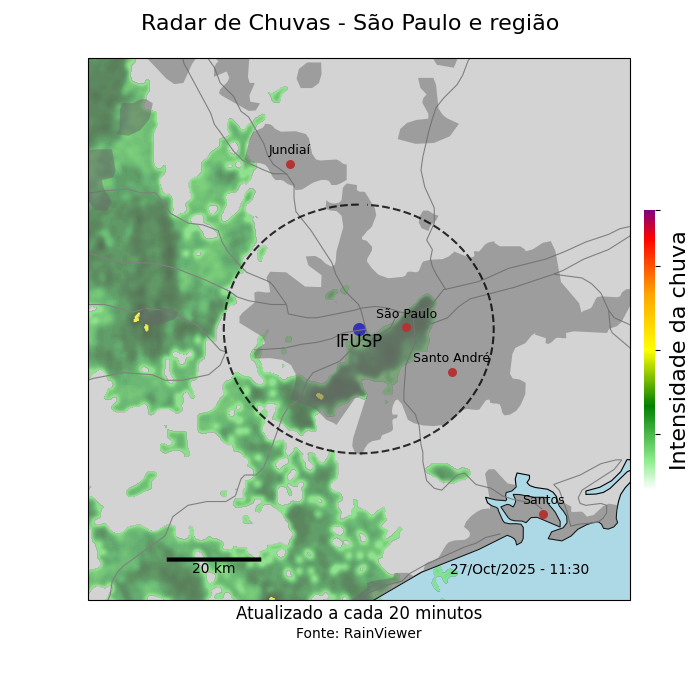 Radar de Chuvas - São Paulo e região
Jundiaí
São Paulo
IFUSP
Santo André
Santos
20 km
27/Oct/2025 - 11:30
Intensidade da chuva
Atualizado a cada 20 minutos
Fonte: RainViewer